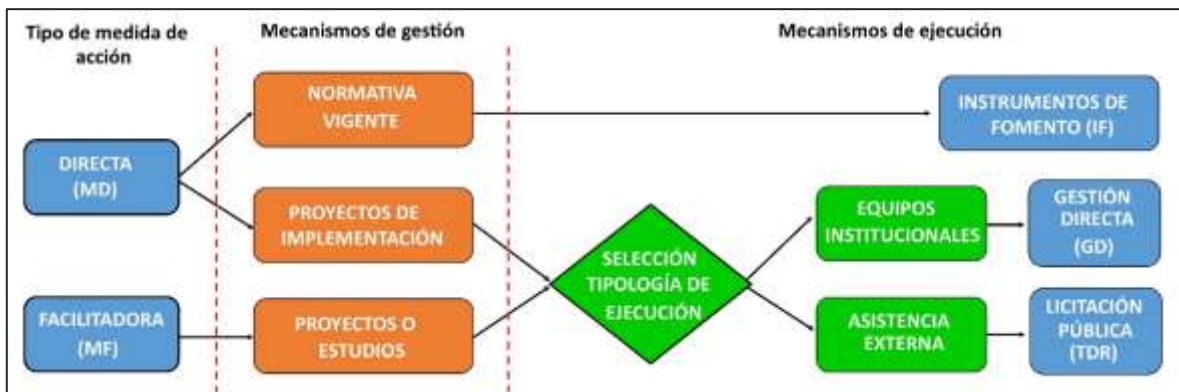 Tipo de medida de
acción
Mecanismos de gestión
Mecanismos de ejecución
NORMATIVA
VIGENTE
INSTRUMENTOS DE
FOMENTO (IF)
DIRECTA
(MD)
PROYECTOS DE
IMPLEMENTACIÓN
EQUIPOS
INSTITUCIONALES
GESTIÓN
DIRECTA
(GD)
SELECCIÓN
TIPOLOGÍA DE
EJECUCIÓN
FACILITADORA
(MF)
PROYECTOS O
ESTUDIOS
ASISTENCIA
EXTERNA
LICITACIÓN
PÚBLICA
(TDR)